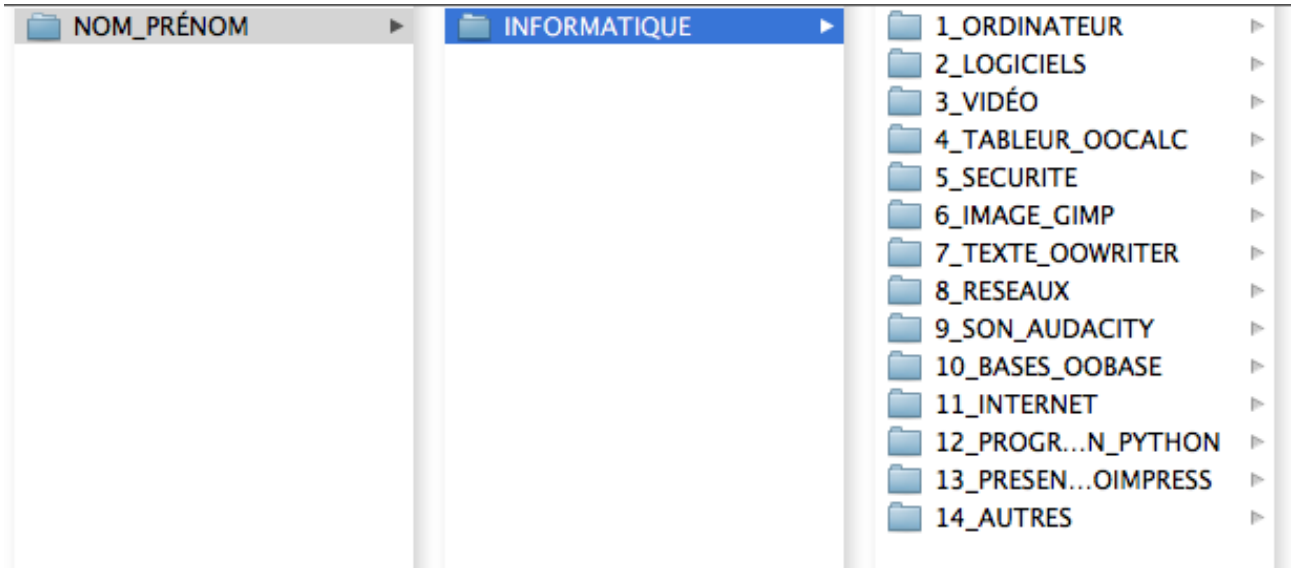 NOM_PRÉNOM
INFORMATIQUE
1_ORDINATEUR
2_LOGICIELS
3_VIDÉO
4_TABLEUR_OOCALC
5_SECURITE
6_IMAGE_GIMP
7_TEXTE_OOWRITER
8_RESEAUX
9_SON_AUDACITY
10_BASES_OOBASE
11_INTERNET
12_PROGR...N_PYTHON
13_PRESEN...OIMPRESS
14_AUTRES